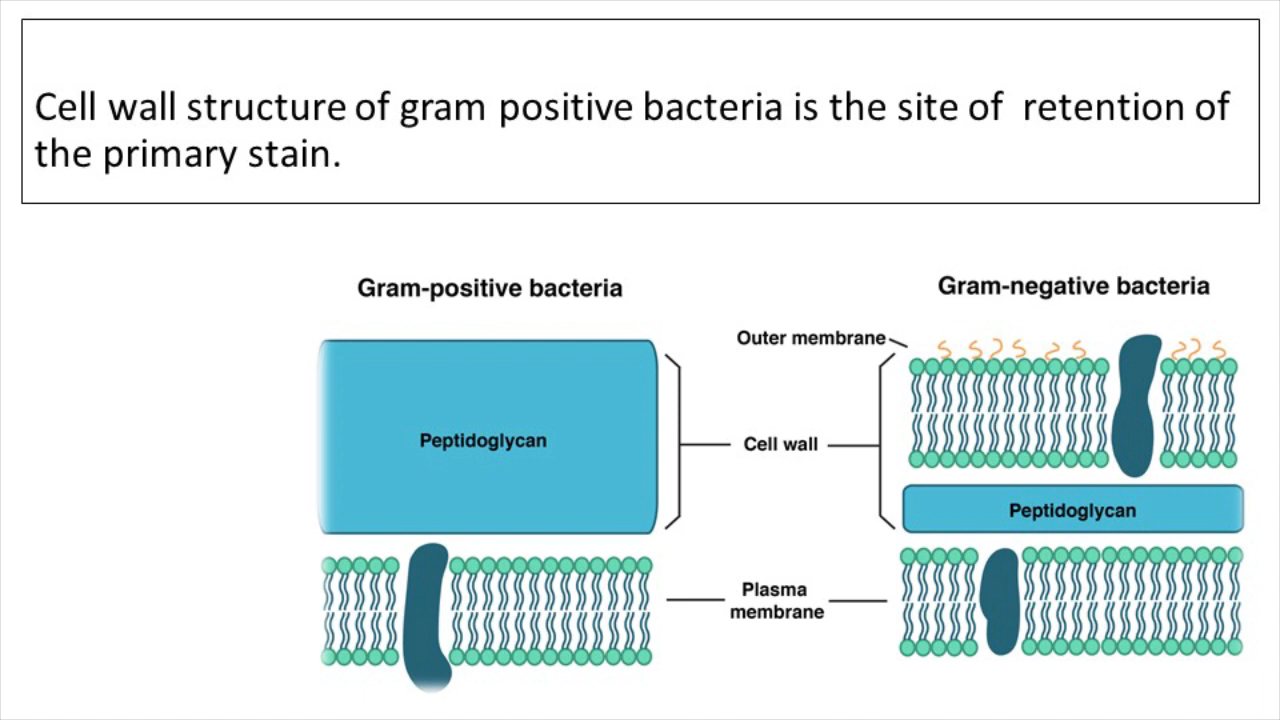 Cell wall structure of gram positive bacteria is the site of  retention of
the primary stain.
Gram-positive bacteria
Gram-negative bacteria
Outer membrane
Peptidoglycan
Cell wall
Peptidoglycan
Plasma
membrane